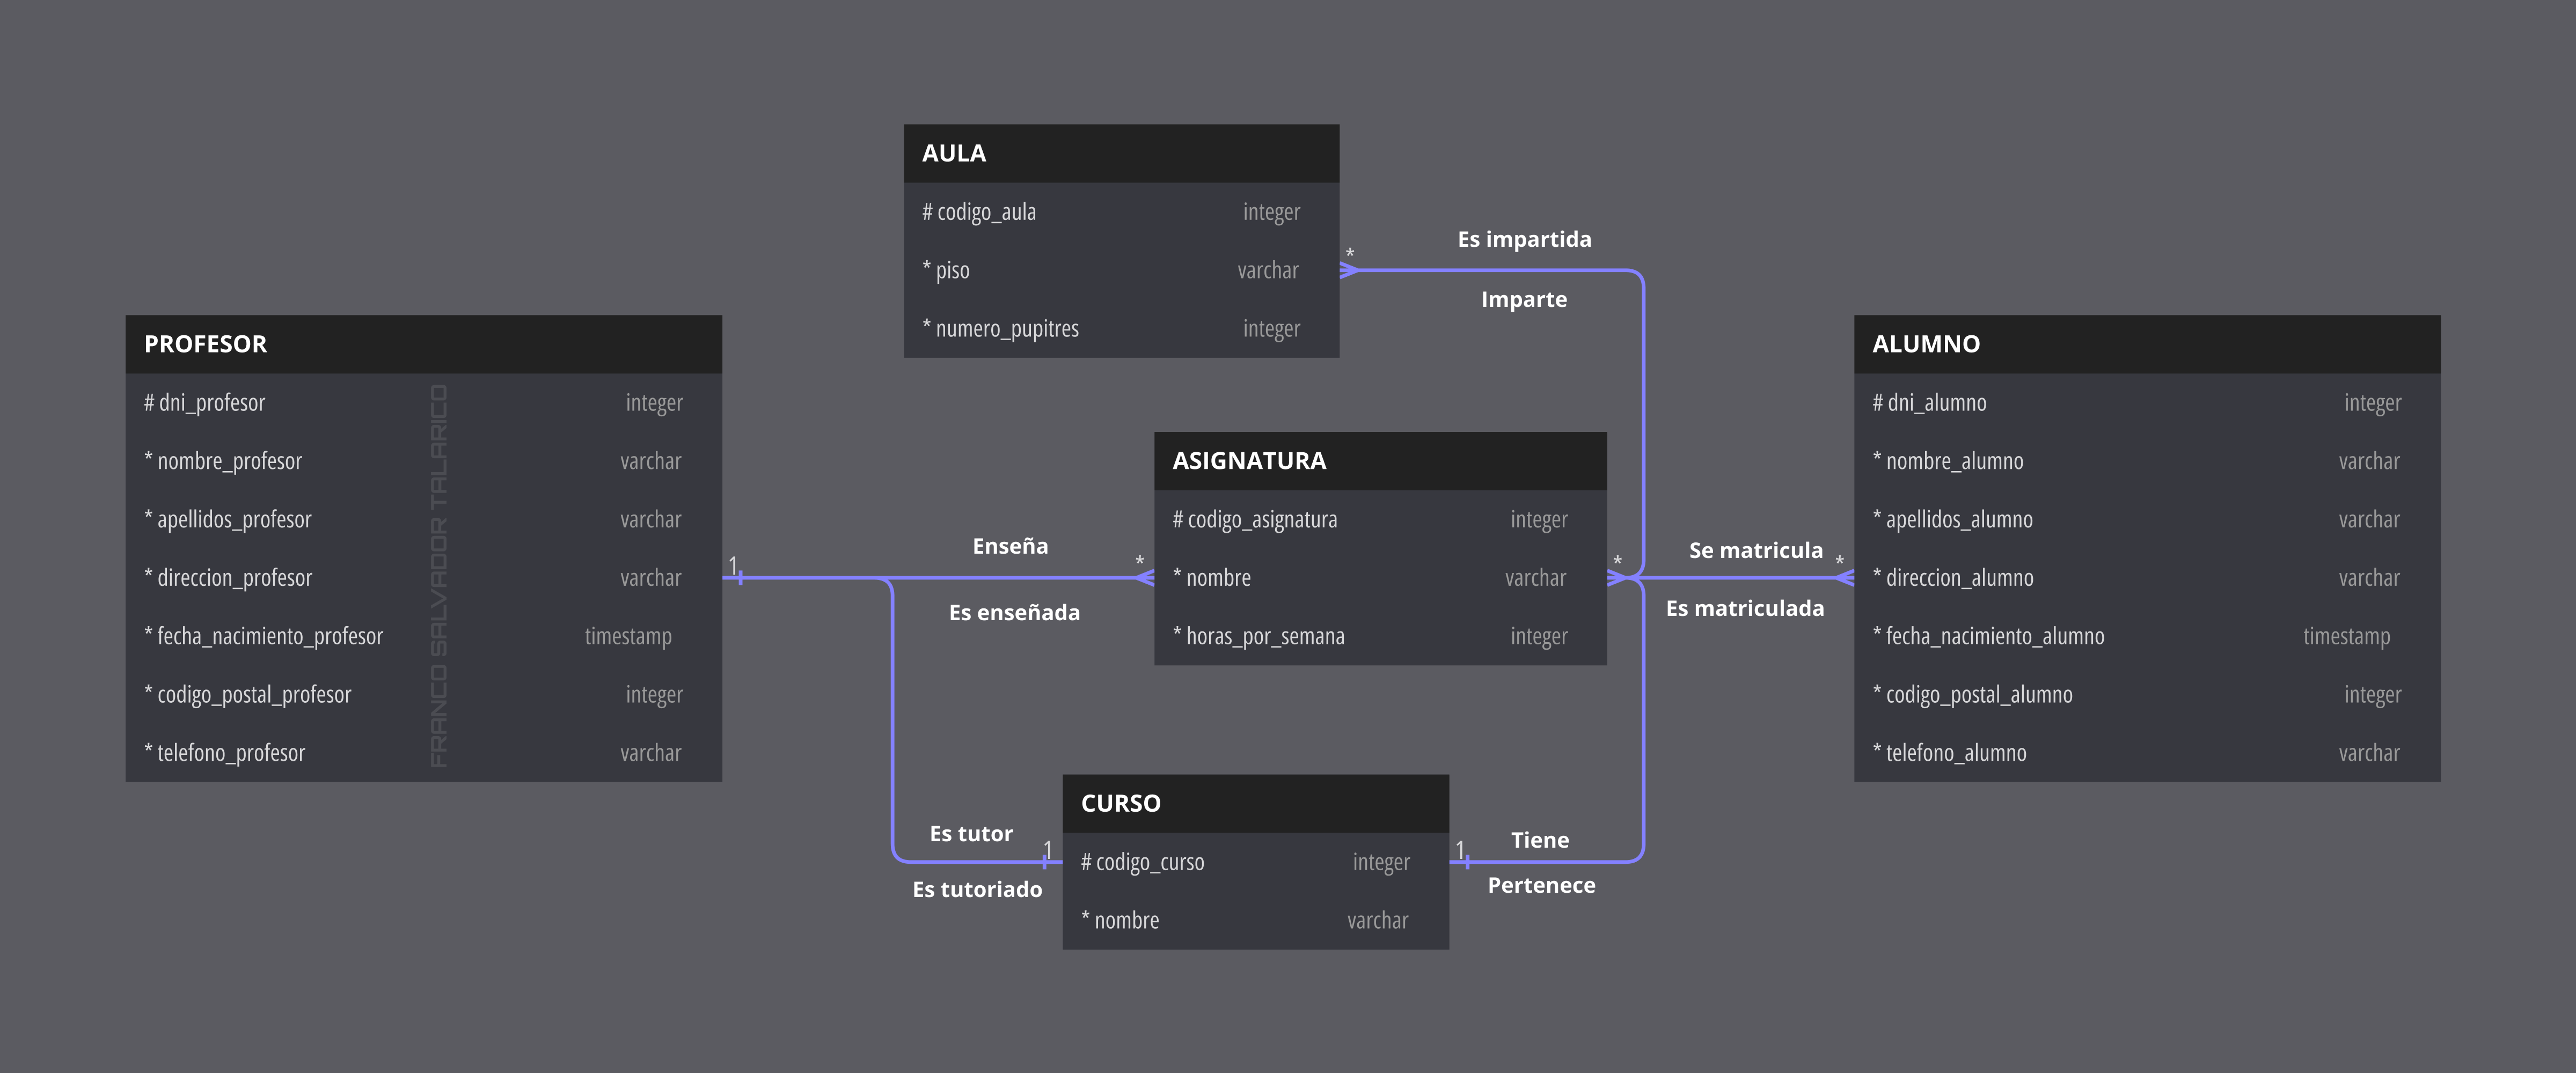 AULA
# codigo_aula integer
* piso varchar
* numero_pupitres integer
*
Es impartida
Imparte
PROFESOR
# dni_profesor integer
* nombre_profesor varchar
* apellidos_profesor varchar
* direccion_profesor varchar
* fecha_nacimiento_profesor timestamp
* codigo_postal_profesor integer
* telefono_profesor varchar
FRANCO SALVADOR TALARICO
1
Enseña
*
Es enseñada
ASIGNATURA
# codigo_asignatura integer
* nombre varchar
* horas_por_semana integer
*
Se matricula
*
Es matriculada
ALUMNO
# dni_alumno integer
* nombre_alumno varchar
* apellidos_alumno varchar
* direccion_alumno varchar
* fecha_nacimiento_alumno timestamp
* codigo_postal_alumno integer
* telefono_alumno varchar
Es tutor
1
Es tutoriado
CURSO
# codigo_curso integer
* nombre varchar
1
Tiene
Pertenece